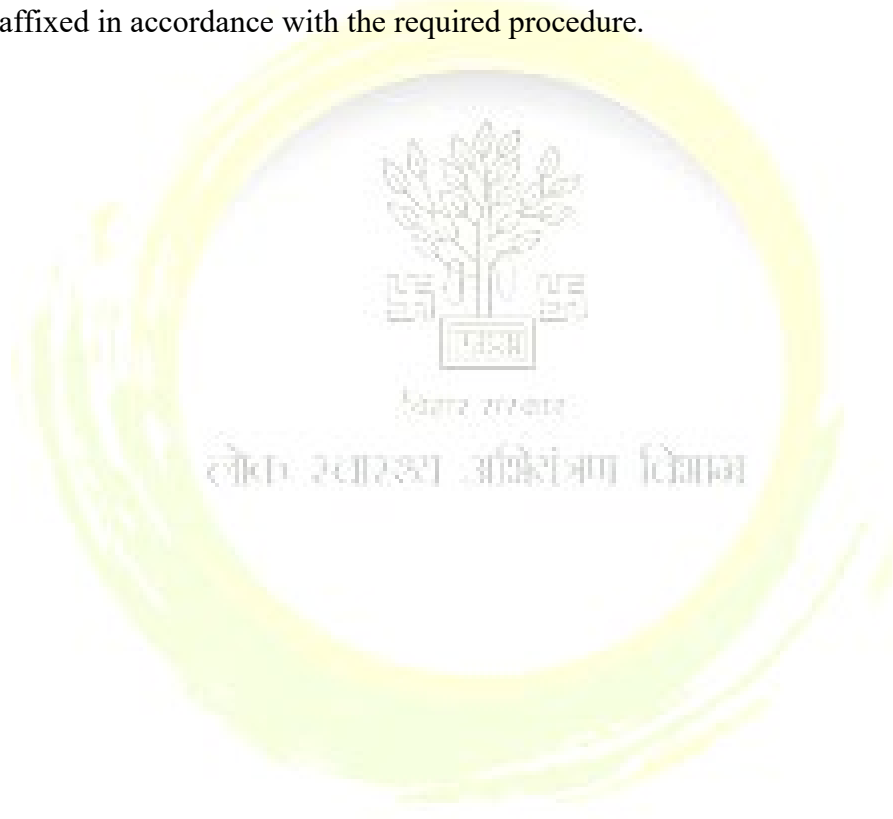 affixed in accordance with the required procedure.
बिहार सरकार
लोक स्वास्थ्य अभियंत्रण विभाग